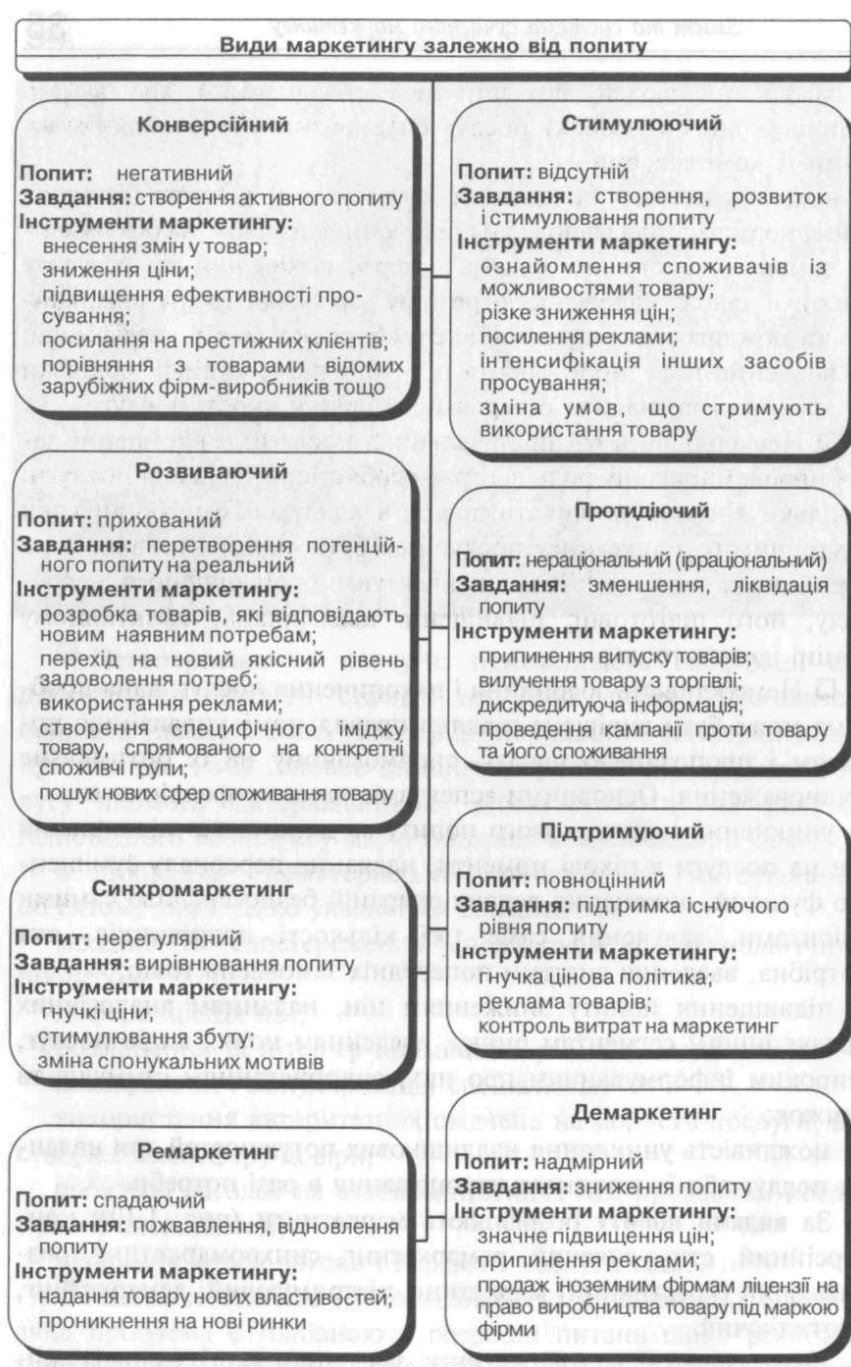 Види маркетингу залежно від попиту
Конверсійний
Попит: негативний
Завдання: створення активного попиту
Інструменти маркетингу:
внесення змін у товар;
зниження ціни;
підвищення ефективності про-
сування;
посилання на престижних клієнтів;
порівняння з товарами відомих
зарубіжних фірм-виробників тощо
Стимулюючий
Попит: відсутній
Завдання: створення, розвиток
і стимулювання попиту
Інструменти маркетингу:
ознайомлення споживачів із
можливостями товару;
різке зниження цін;
посилення реклами;
інтенсифікація інших засобів
просування;
зміна умов, що стримують
використання товару
Розвиваючий
Попит: прихований
Завдання: перетворення потенцій-
ного попиту на реальний
Інструменти маркетингу:
розробка товарів, які відповідають
новим наявним потребам;
перехід на новий якісний рівень
задоволення потреб;
використання реклами;
створення специфічного іміджу
товару, спрямованого на конкретні
споживчі групи;
пошук нових сфер споживання товару
Протидіючий
Попит: нераціональний (ірраціональний)
Завдання: зменшення, ліквідація
попиту
Інструменти маркетингу:
припинення випуску товарів;
вилучення товару з торгівлі;
дискредитуюча інформація;
проведення кампанії проти товару
та його споживання
Синхромаркетинг
Попит: нерегулярний
Завдання: вирівнювання попиту
Інструменти маркетингу:
гнучкі ціни;
стимулювання збуту;
зміна спонукальних мотивів
Підтримуючий
Попит: повноцінний
Завдання: підтримка існуючого
рівня попиту
Інструменти маркетингу:
гнучка цінова політика;
реклама товарів;
контроль витрат на маркетинг
Ремаркетинг
Попит: спадаючий
Завдання: пожвавлення, відновлення
попиту
Інструменти маркетингу:
надання товару нових властивостей;
проникнення на нові ринки
Демаркетинг
Попит: надмірний
Завдання: зниження попиту
Інструменти маркетингу:
значне підвищення цін;
припинення реклами;
продаж іноземним фірмам ліцензії на
право виробництва товару під маркою
фірми